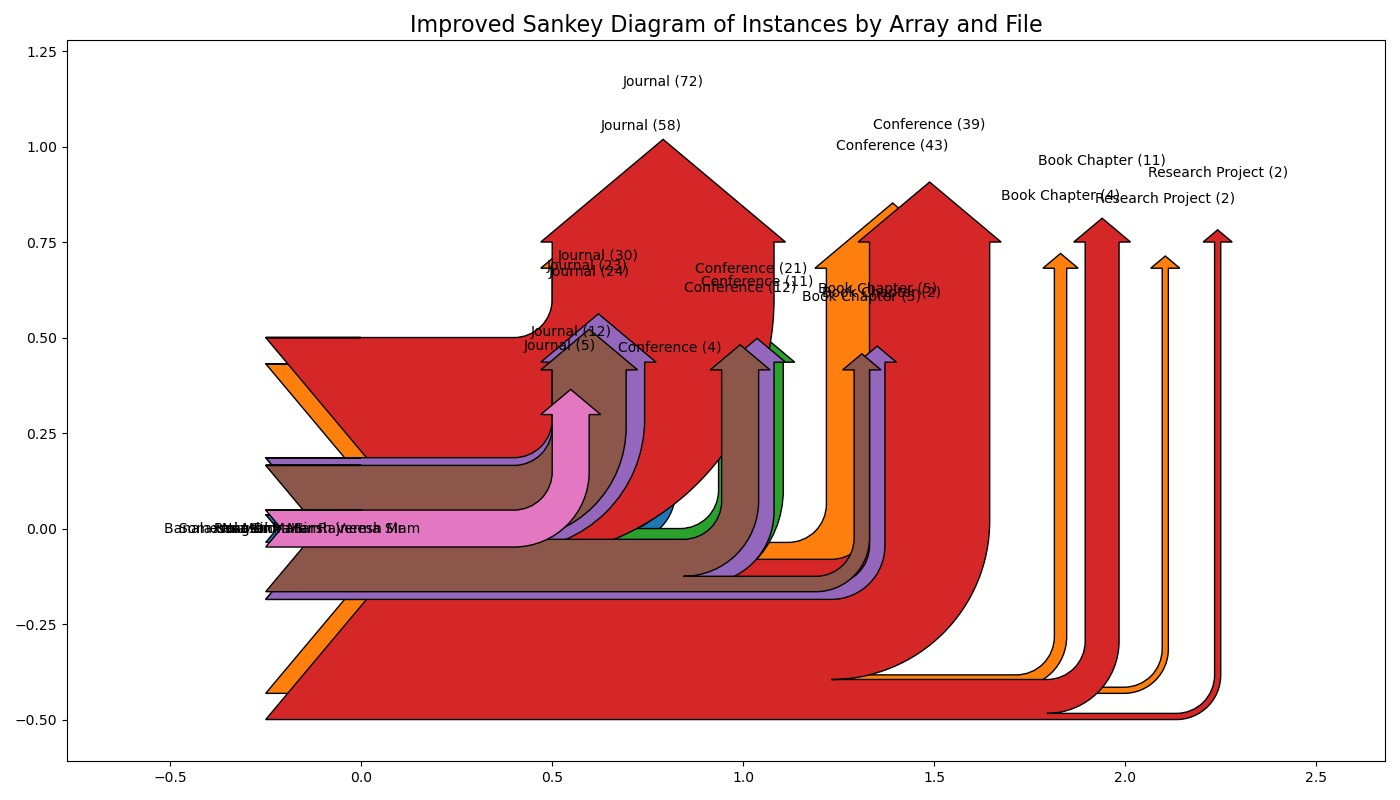 Improved Sankey Diagram of Instances by Array and File
1.25
Journal (72)
Journal (58)
Conference (39)
Conference (43)
1.00
Book Chapter (11)
Research Project (2)
Book Chapter (4)
Research Project (2)
0.75
Journal (30)
Journal (23)
Journal (24)
Conference (21)
Conference (11)
Conference (12)
Book Chapter (5)
Book Chapter (2)
Book Chapter (3)
0.50
Journal (12)
Journal (5)
Conference (4)
0.25
0.00
−0.25
−0.50
−0.5
0.0
0.5
1.0
1.5
2.0
2.5